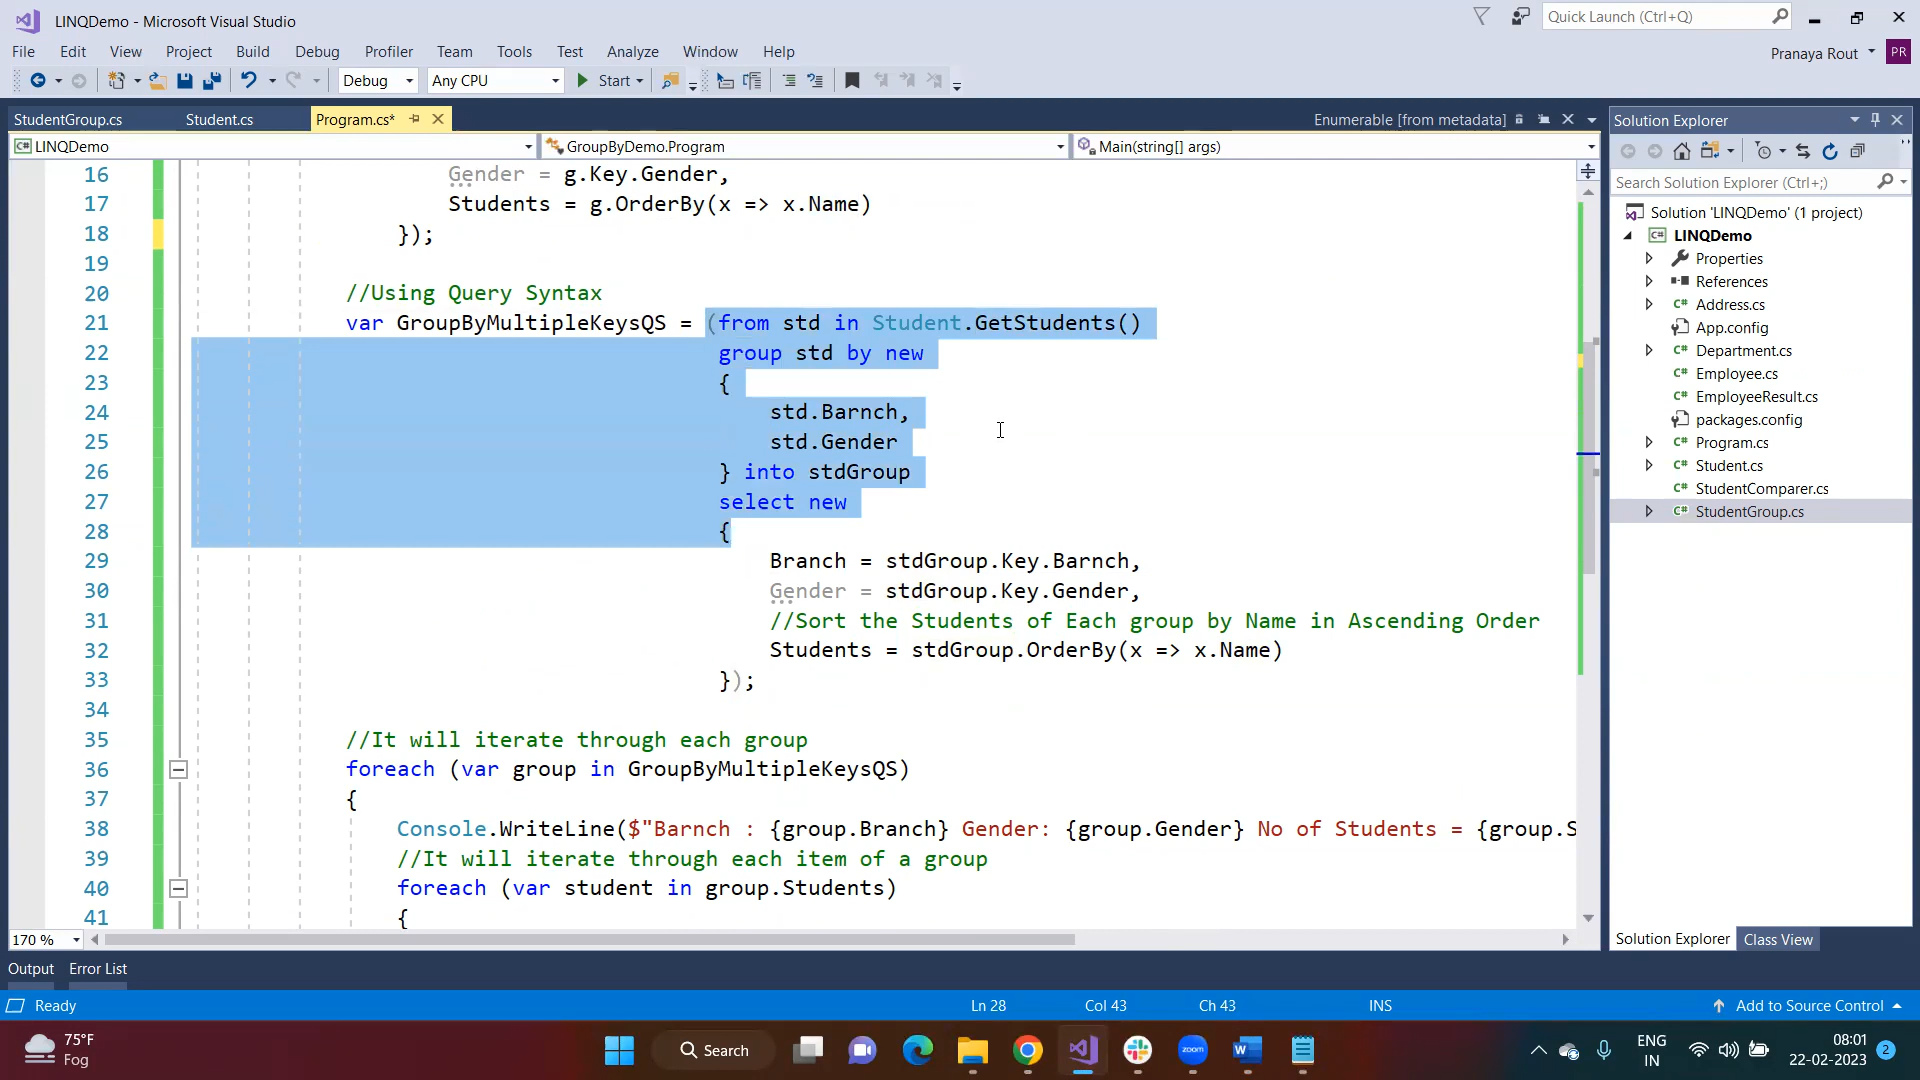 LINQDemo - Microsoft Visual Studio
Quick Launch (Ctrl+Q)
File Edit View Project Build Debug Profiler Team Tools Test Analyze Window Help
Pranaya Rout PR
Debug Any CPU Start
StudentGroup.cs Student.cs Program.cs* Enumerable [from metadata]
LINQDemo GroupByDemo.Program Main(string[] args)
16 Gender = g.Key.Gender,
17 Students = g.OrderBy(x => x.Name)
18 });
19
20 //Using Query Syntax
21 var GroupByMultipleKeysQS = (from std in Student.GetStudents()
22 group std by new
23 {
24 std.Barnch,
25 std.Gender
26 } into stdGroup
27 select new
28 {
29 Branch = stdGroup.Key.Barnch,
30 Gender = stdGroup.Key.Gender,
31 //Sort the Students of Each group by Name in Ascending Order
32 Students = stdGroup.OrderBy(x => x.Name)
33 });
34
35 //It will iterate through each group
36 foreach (var group in GroupByMultipleKeysQS)
37 {
38 Console.WriteLine($"Barnch : {group.Branch} Gender: {group.Gender} No of Students = {group.S
39 //It will iterate through each item of a group
40 foreach (var student in group.Students)
41 {
170 %
Solution Explorer
Search Solution Explorer (Ctrl+;)
Solution 'LINQDemo' (1 project)
C# LINQDemo
Properties
References
C# Address.cs
App.config
C# Department.cs
C# Employee.cs
C# EmployeeResult.cs
packages.config
C# Program.cs
C# Student.cs
C# StudentComparer.cs
C# StudentGroup.cs
Solution Explorer Class View
Output Error List
Ready Ln 28 Col 43 Ch 43 INS Add to Source Control
75°F
Fog
Search
zoom
ENG
IN
08:01
22-02-2023
2